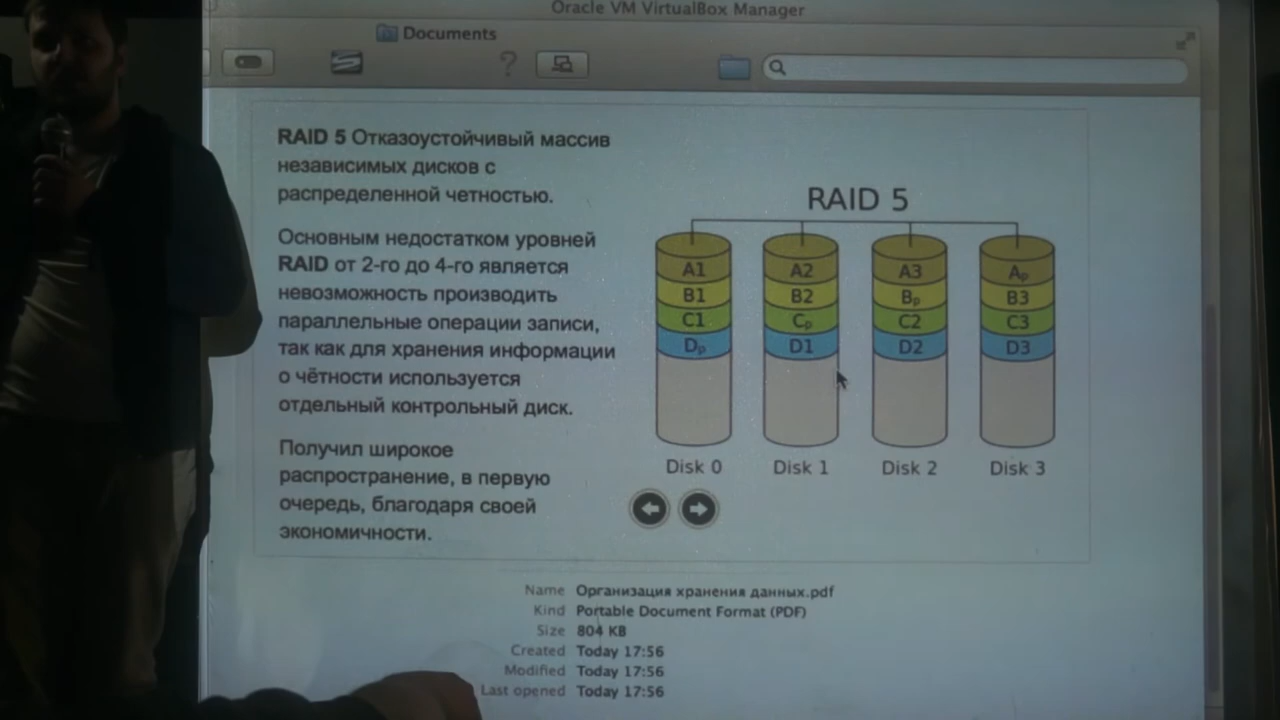 Oracle VM VirtualBox Manager
Documents
?
RAID 5 Отказоустойчивый массив
независимых дисков с
распределенной четностью.
Основным недостатком уровней
RAID от 2-го до 4-го является
невозможность производить
параллельные операции записи,
так как для хранения информации
о чётности используется
отдельный контрольный диск.
Получил широкое
распространение, в первую
очередь, благодаря своей
экономичности.
RAID 5
A1 A2 A3 Ap
B1 B2 Bp B3
C1 Cp C2 C3
Dp D1 D2 D3
Disk 0 Disk 1 Disk 2 Disk 3
Name Организация хранения данных.pdf
Kind Portable Document Format (PDF)
Size 804 KB
Created Today 17:56
Modified Today 17:56
Last opened Today 17:56